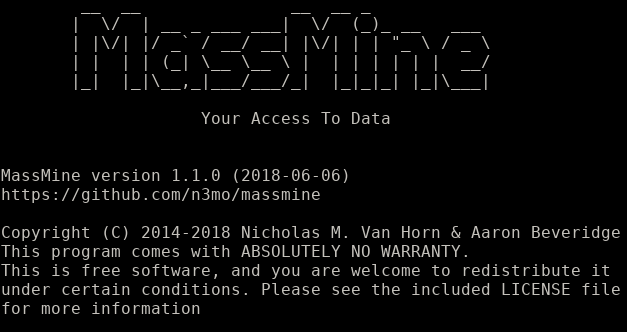 MassMine
Your Access To Data
MassMine version 1.1.0 (2018-06-06)
https://github.com/n3mo/massmine
Copyright (C) 2014-2018 Nicholas M. Van Horn & Aaron Beveridge
This program comes with ABSOLUTELY NO WARRANTY.
This is free software, and you are welcome to redistribute it
under certain conditions. Please see the included LICENSE file
for more information